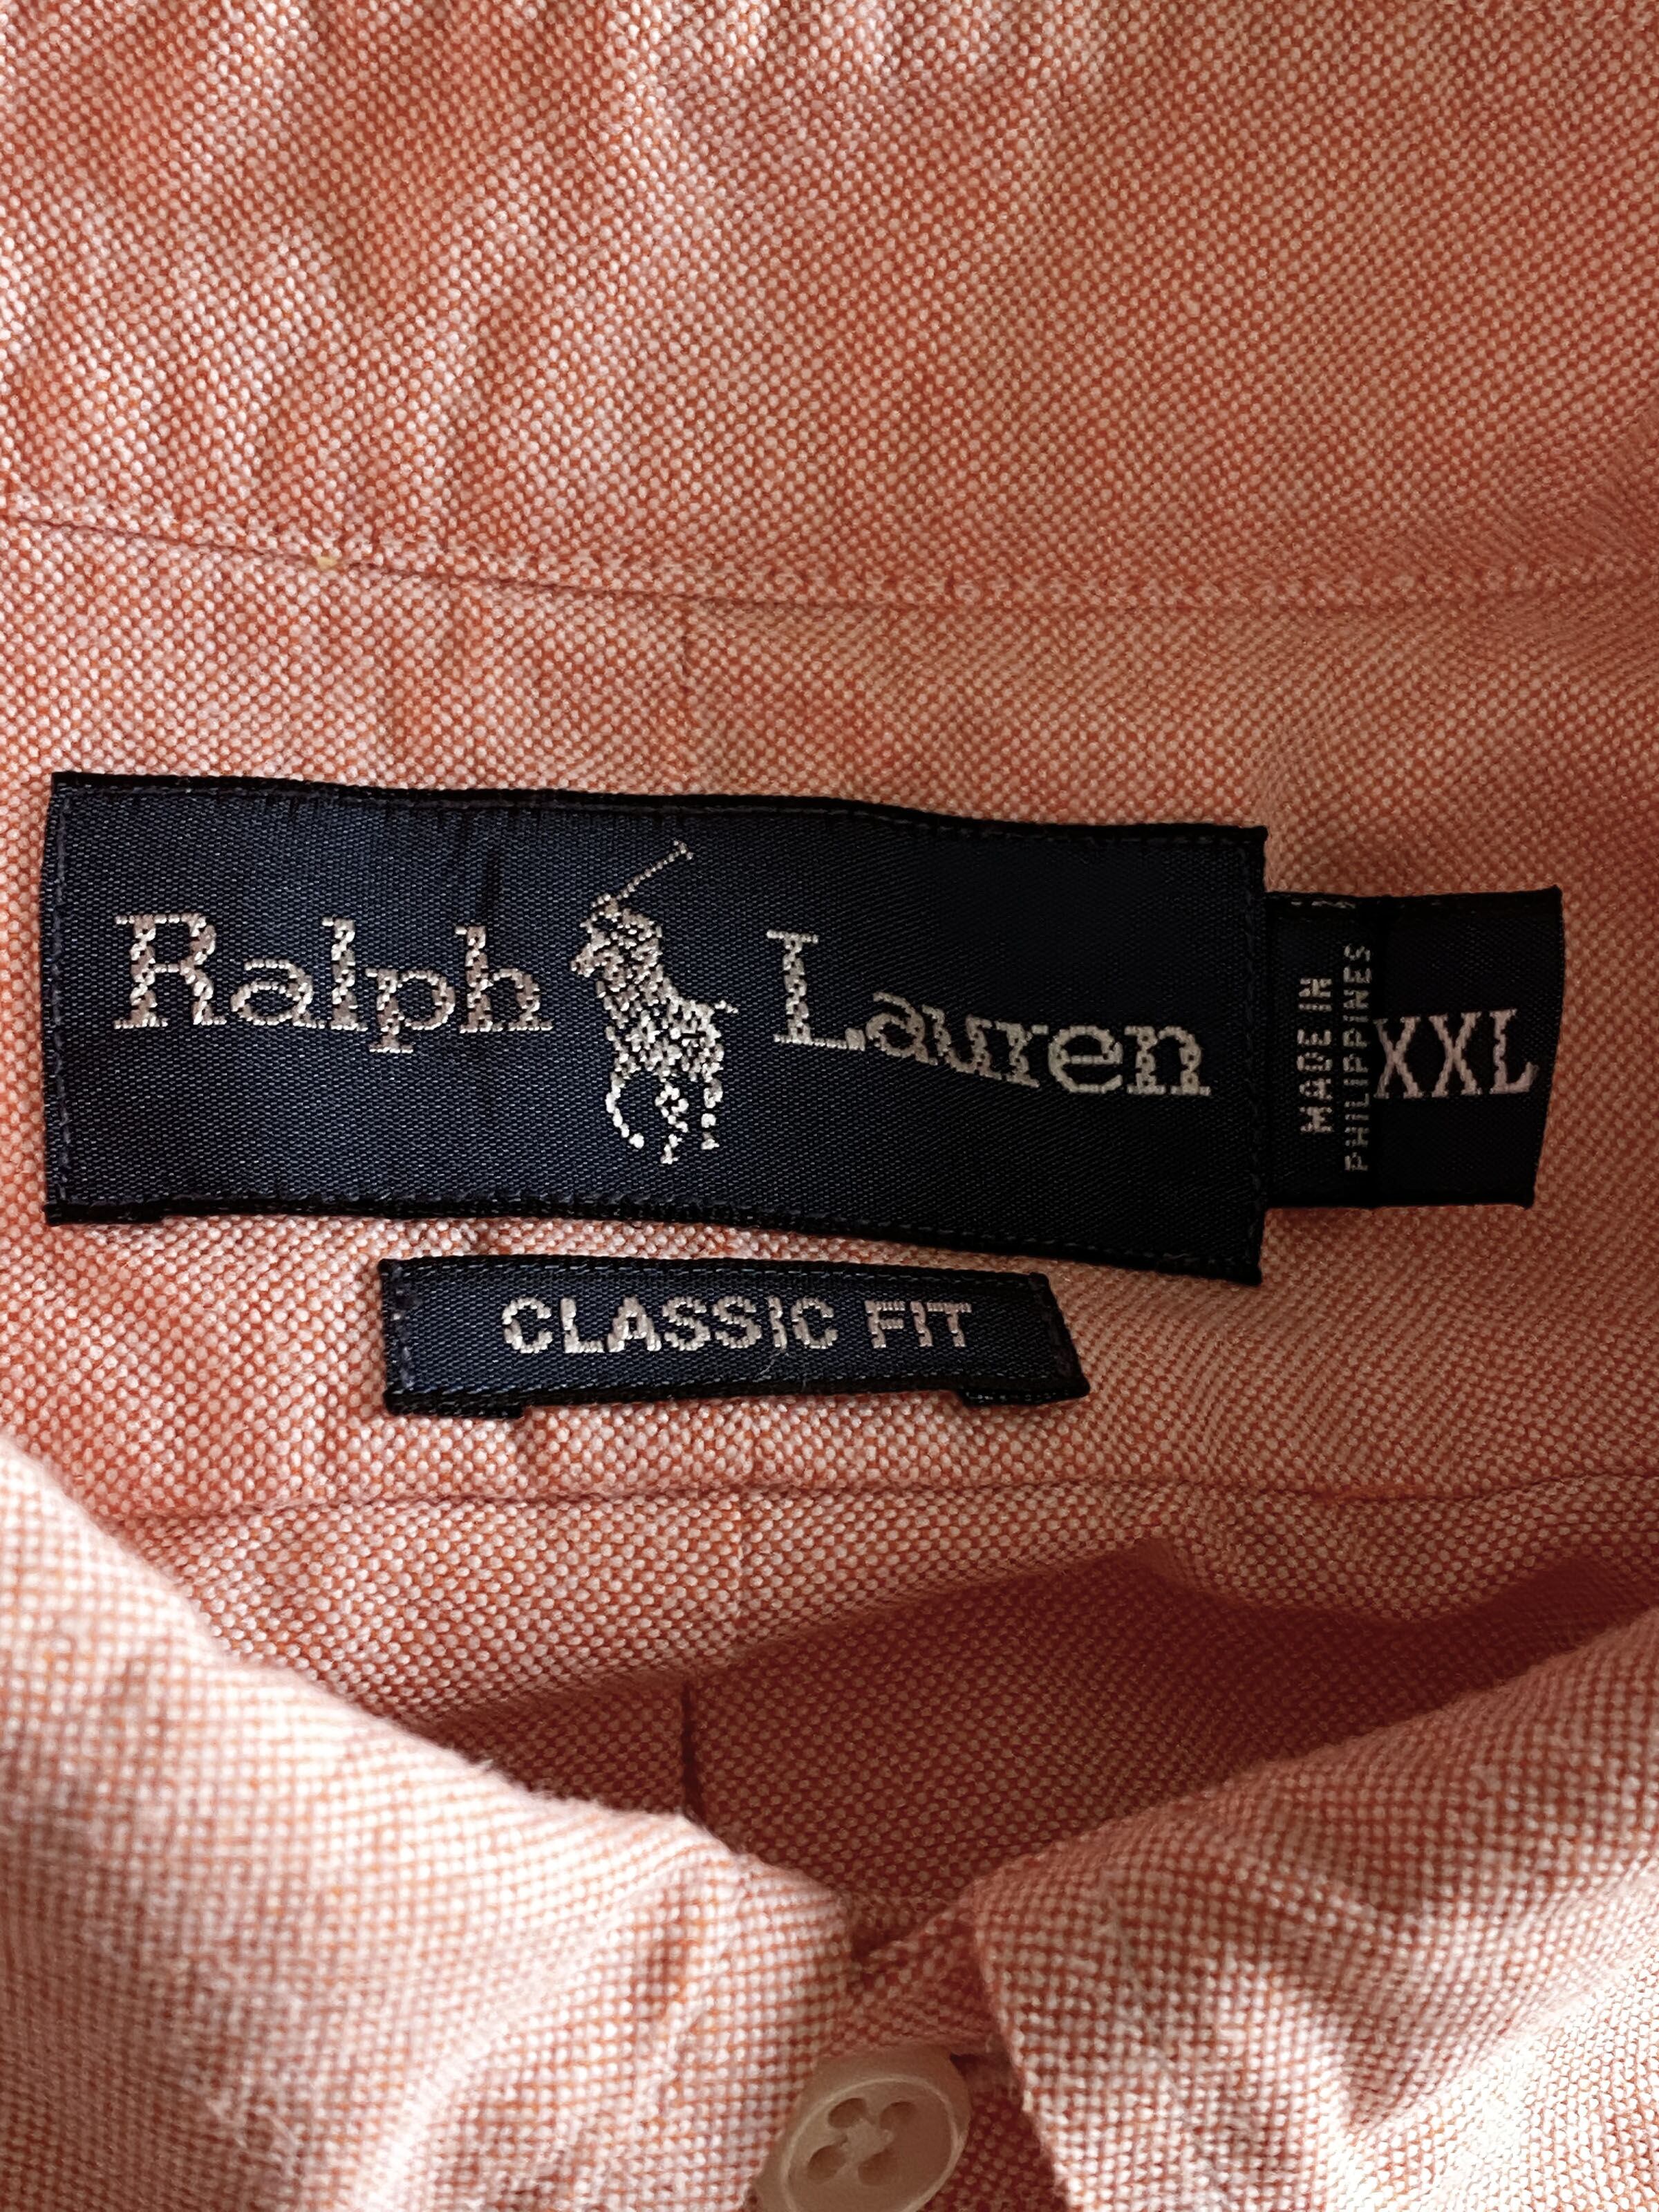 Ralph Lauren
MADE IN
PHILIPPINES
XXL
CLASSIC FIT